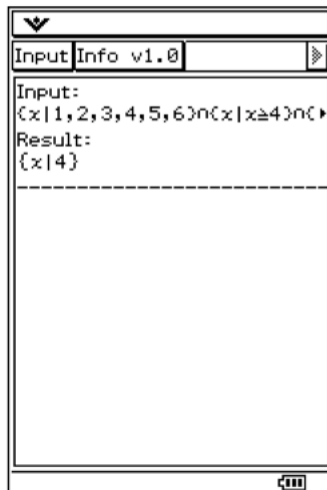 Input Info v1.0
Input:
{x|1,2,3,4,5,6}∩{x|x≧4}∩{
Result:
{x|4}